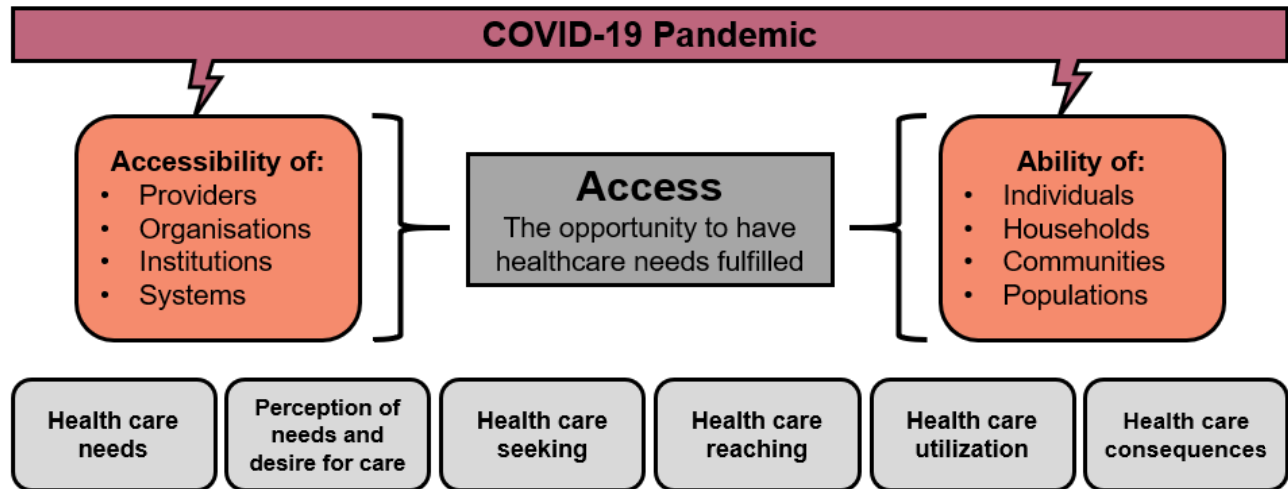 COVID-19 Pandemic
Accessibility of:
• Providers
• Organisations
• Institutions
• Systems
Access
The opportunity to have
healthcare needs fulfilled
Ability of:
• Individuals
• Households
• Communities
• Populations
Health care
needs
Perception of
needs and
desire for care
Health care
seeking
Health care
reaching
Health care
utilization
Health care
consequences